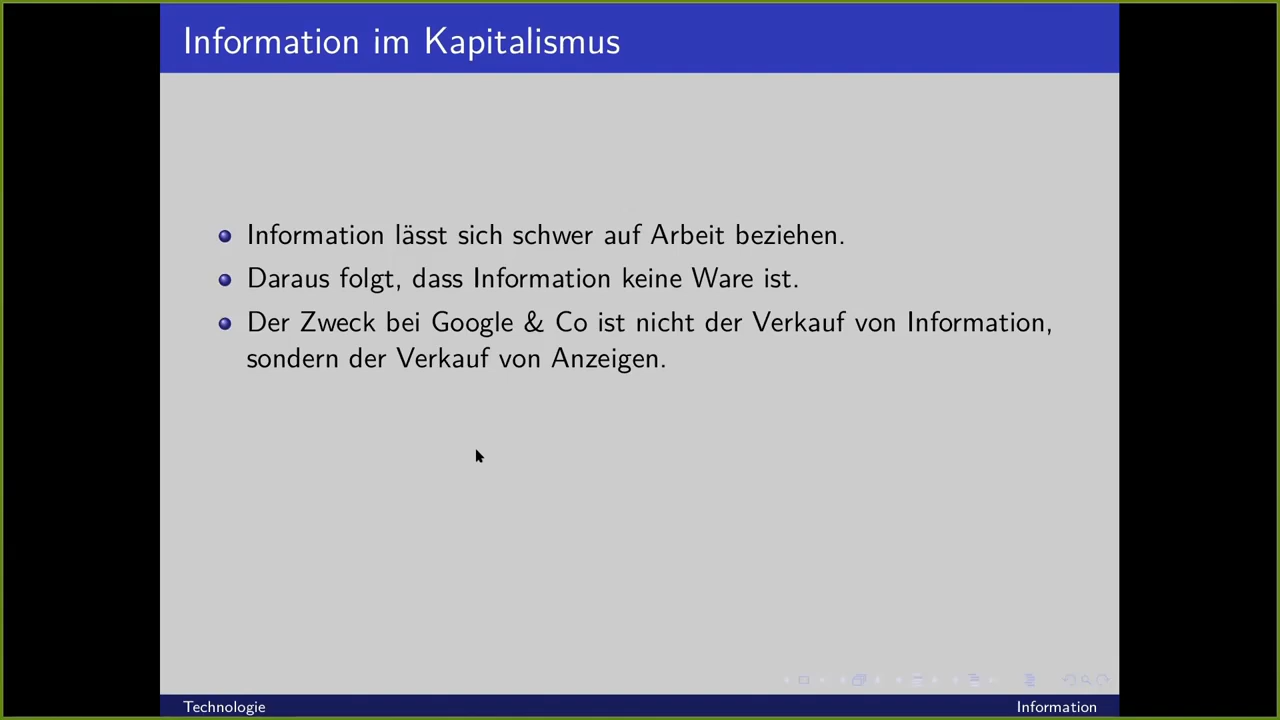 Information im Kapitalismus
Information lässt sich schwer auf Arbeit beziehen.
Daraus folgt, dass Information keine Ware ist.
Der Zweck bei Google & Co ist nicht der Verkauf von Information,
sondern der Verkauf von Anzeigen.
Technologie
Information